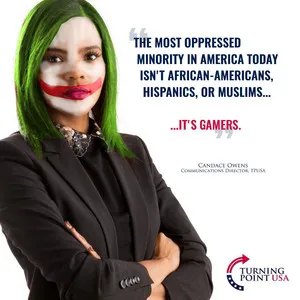 “THE MOST OPPRESSED
MINORITY IN AMERICA TODAY
ISN'T AFRICAN-AMERICANS,
HISPANICS, OR MUSLIMS...
...IT'S GAMERS.”
CANDACE OWENS
COMMUNICATIONS DIRECTOR, TPUSA
TURNING
POINT USA